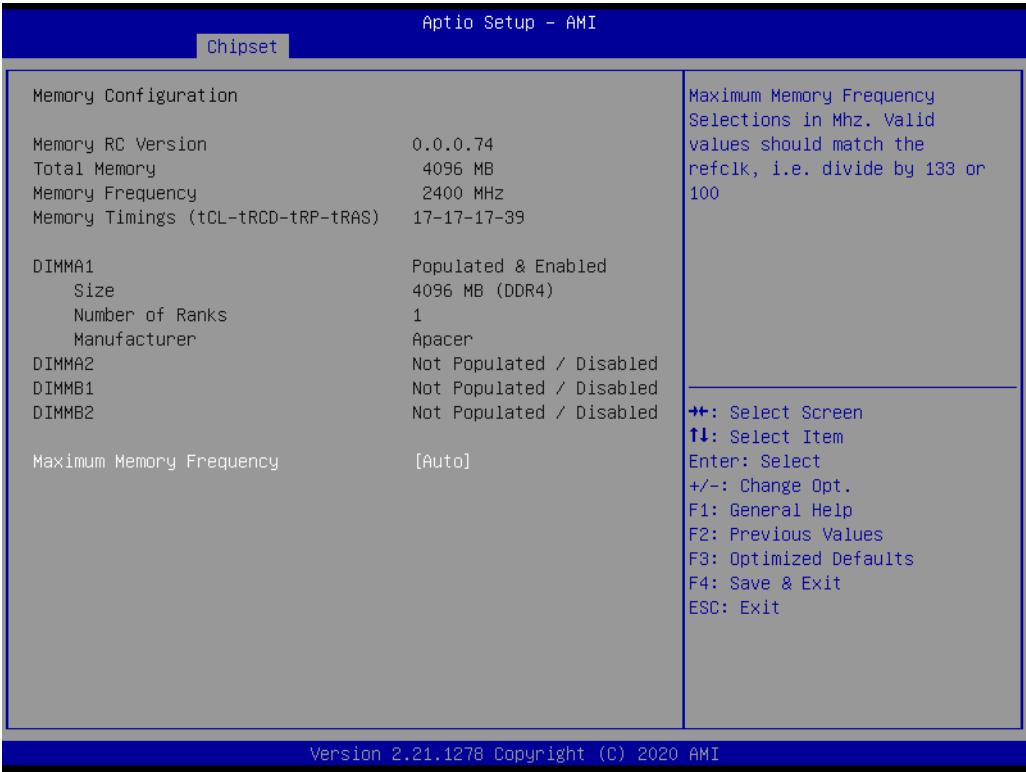 Aptio Setup – AMI
Chipset
Memory Configuration
Memory RC Version 0.0.0.74
Total Memory 4096 MB
Memory Frequency 2400 MHz
Memory Timings (tCL-tRCD-tRP-tRAS) 17-17-17-39
DIMMA1 Populated & Enabled
Size 4096 MB (DDR4)
Number of Ranks 1
Manufacturer Apacer
DIMMA2 Not Populated / Disabled
DIMMB1 Not Populated / Disabled
DIMMB2 Not Populated / Disabled
Maximum Memory Frequency [Auto]
Maximum Memory Frequency
Selections in Mhz. Valid
values should match the
refclk, i.e. divide by 133 or
100
→←: Select Screen
↑↓: Select Item
Enter: Select
+/-: Change Opt.
F1: General Help
F2: Previous Values
F3: Optimized Defaults
F4: Save & Exit
ESC: Exit
Version 2.21.1278 Copyright (C) 2020 AMI